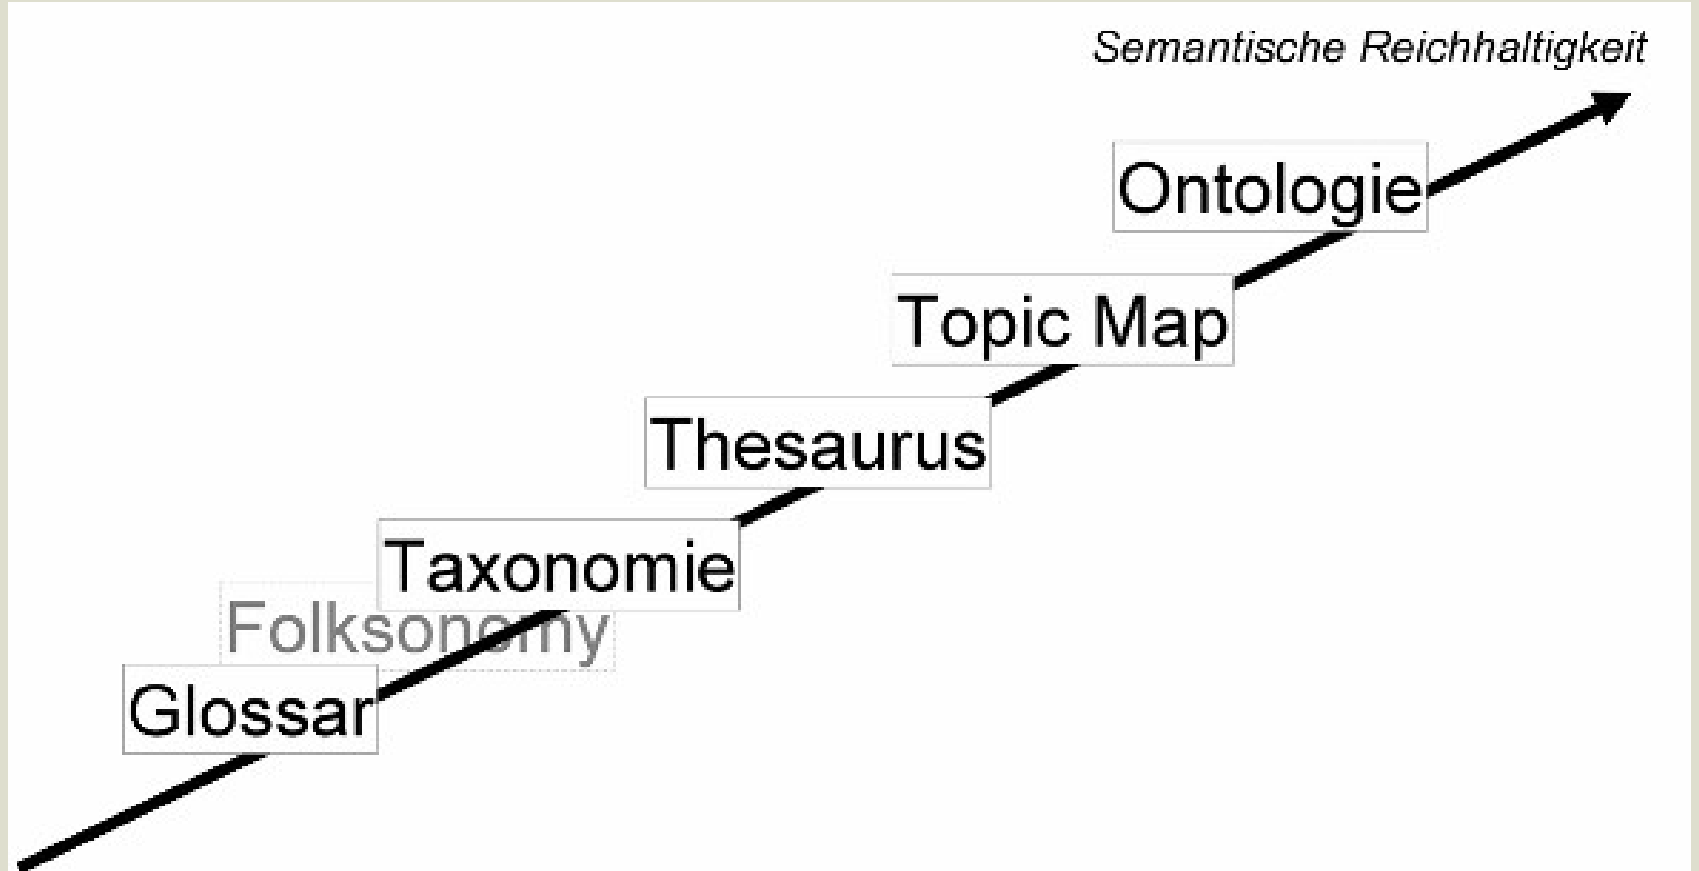 Semantische Reichhaltigkeit
Ontologie
Topic Map
Thesaurus
Taxonomie
Folksonomy
Glossar